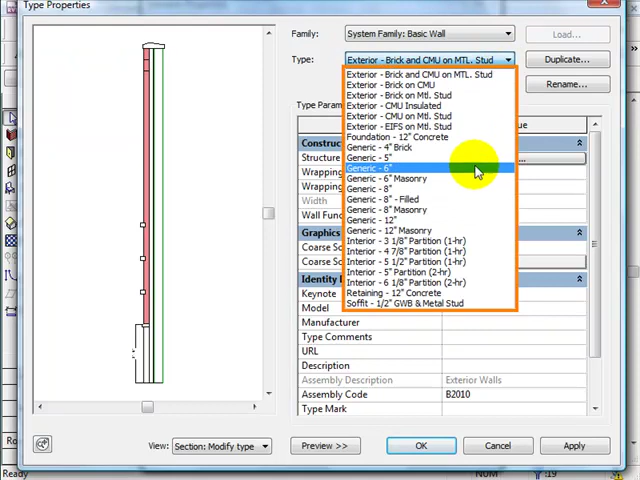 Type Properties
Family:
System Family: Basic Wall
Load...
Type:
Exterior - Brick and CMU on MTL. Stud
Duplicate...
Rename...
Exterior - Brick and CMU on MTL. Stud
Exterior - Brick on CMU
Exterior - Brick on Mtl. Stud
Exterior - CMU Insulated
Exterior - CMU on Mtl. Stud
Exterior - EIFS on Mtl. Stud
Foundation - 12" Concrete
Generic - 4" Brick
Generic - 5"
Generic - 6"
Generic - 6" Masonry
Generic - 8"
Generic - 8" - Filled
Generic - 8" Masonry
Generic - 12"
Generic - 12" Masonry
Interior - 3 1/8" Partition (1-hr)
Interior - 4 7/8" Partition (1-hr)
Interior - 5 1/2" Partition (1-hr)
Interior - 5" Partition (2-hr)
Interior - 6 1/8" Partition (2-hr)
Retaining - 12" Concrete
Soffit - 1/2" GWB & Metal Stud
Type Param
ue
Constru
Structure
...
Wrapping
Wrapping
Width
Wall Func
Graphics
Coarse Sc
Coarse Sc
Identity
Keynote
Model
Manufacturer
Type Comments
URL
Description
Assembly Description
Exterior Walls
Assembly Code
B2010
Type Mark
View:
Section: Modify type
Preview >>
OK
Cancel
Apply
Ro
Ready
NUM
:19